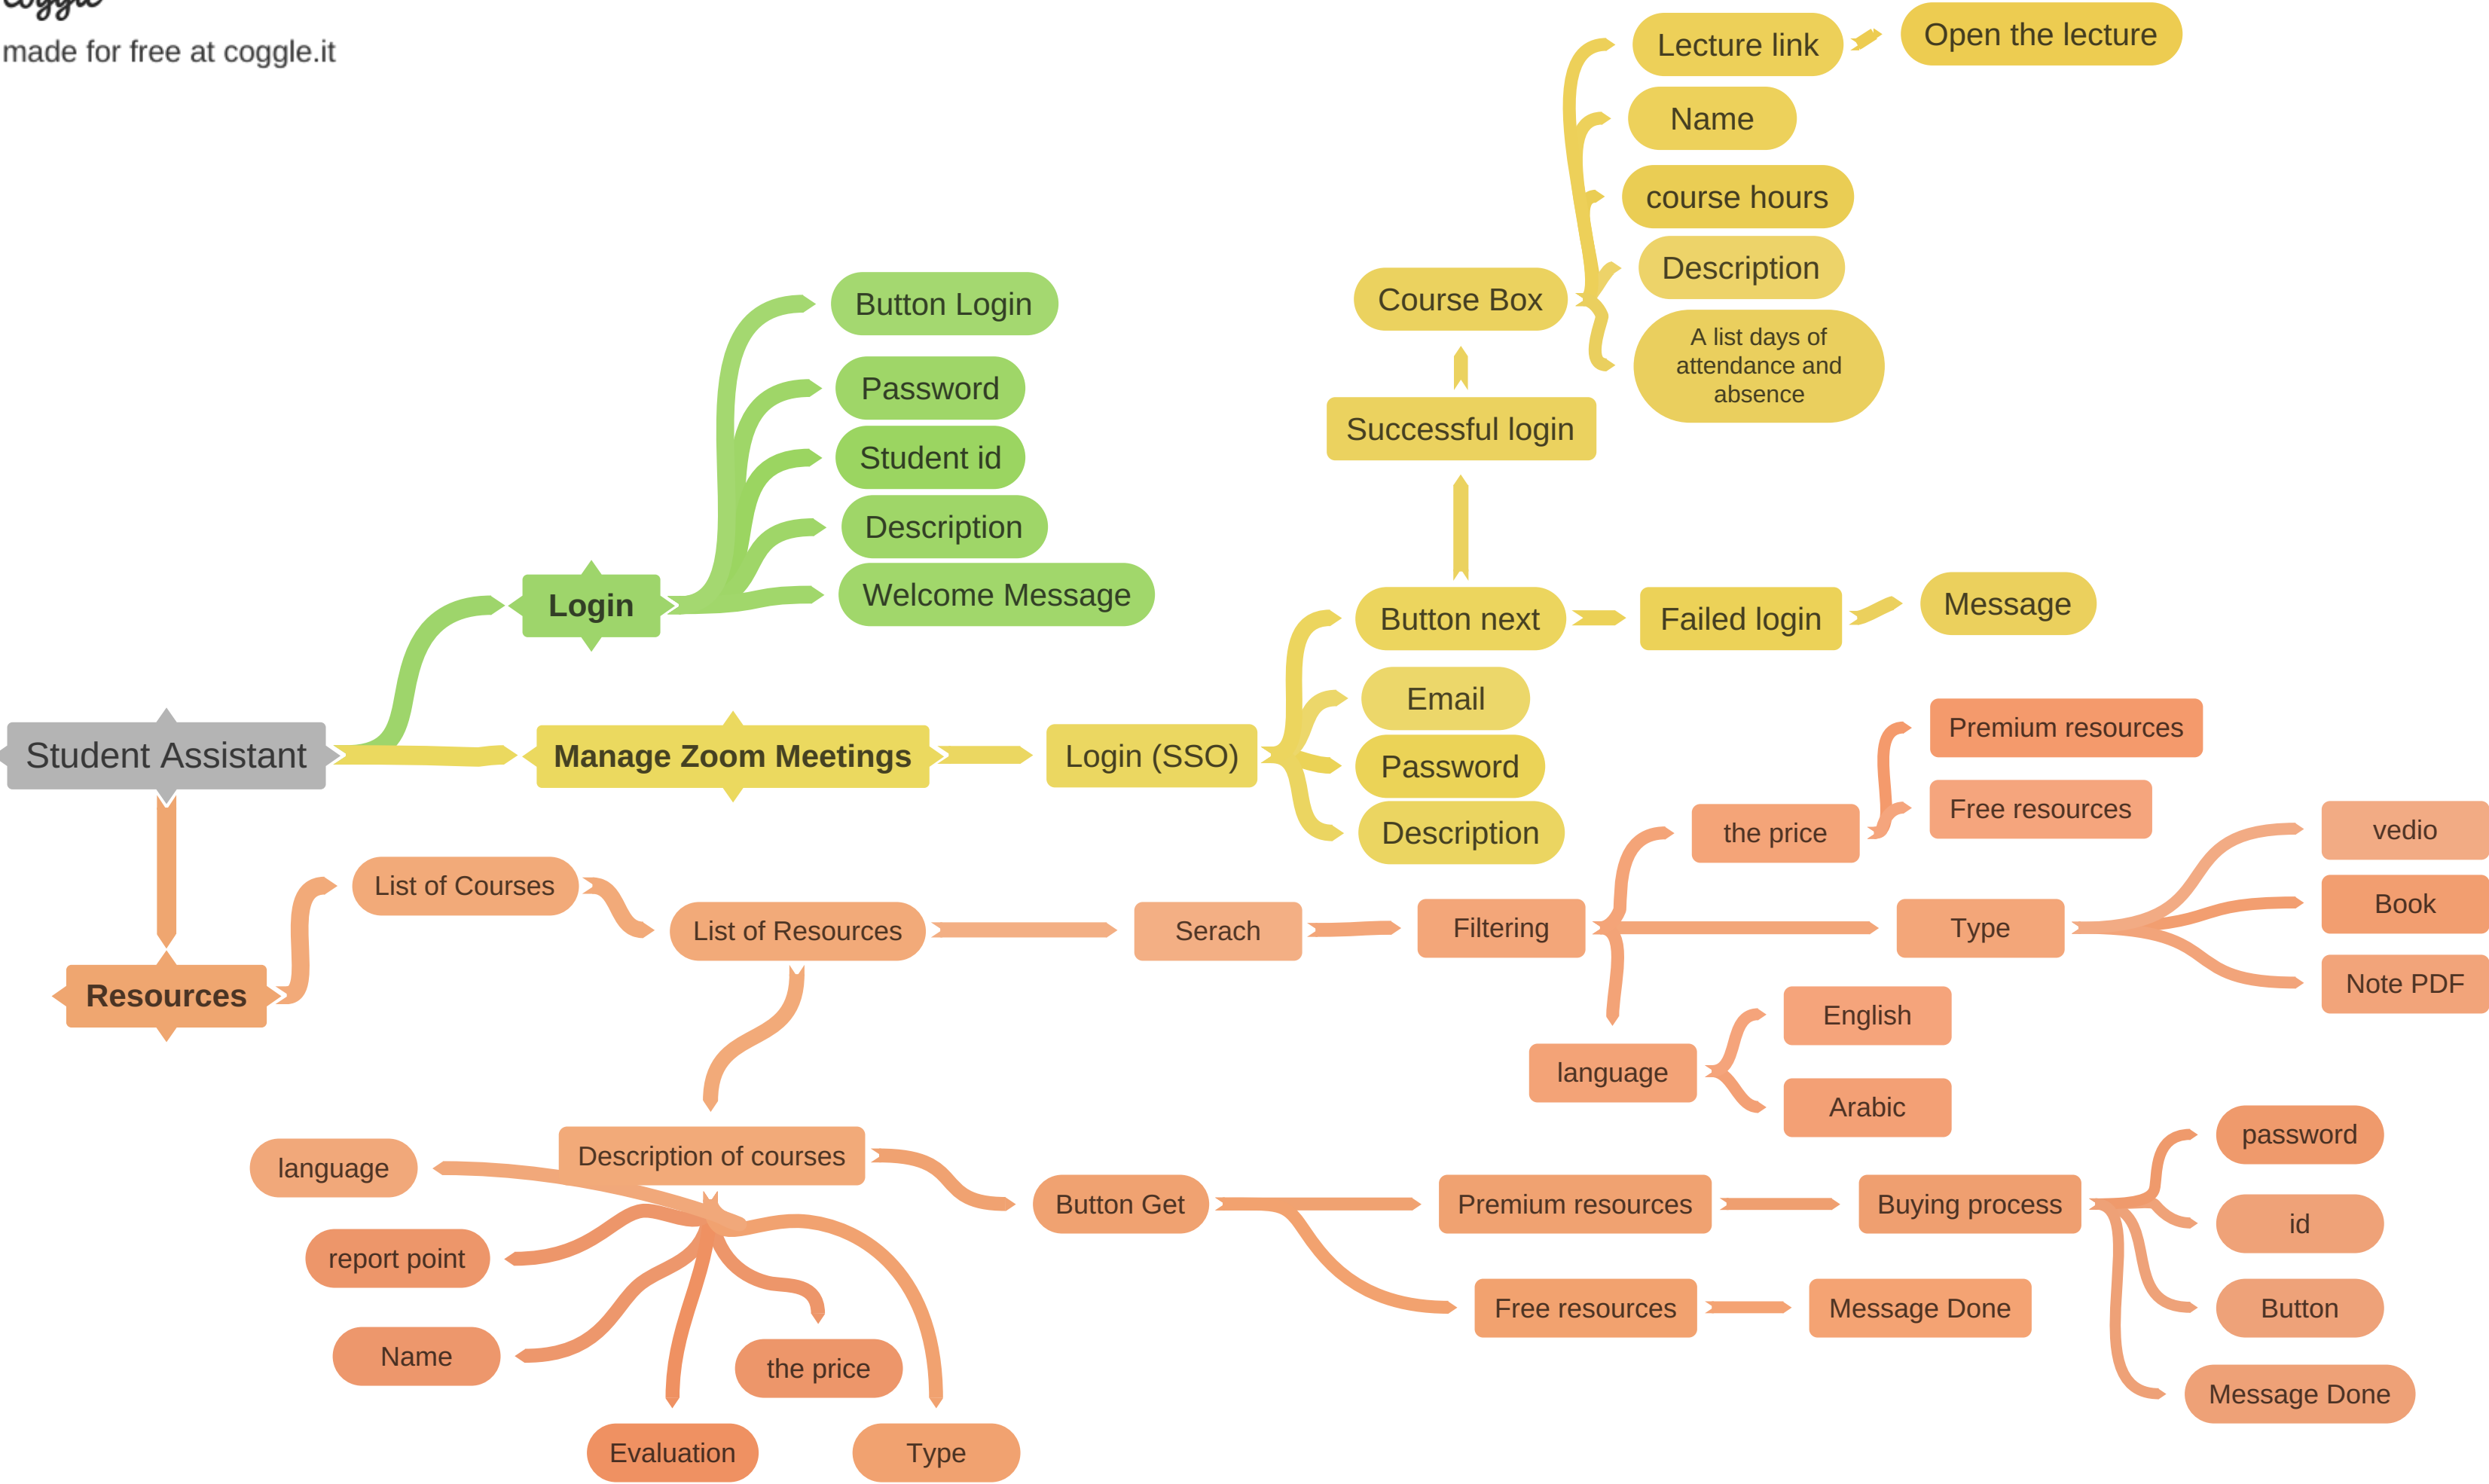 coggle
made for free at coggle.it
Lecture link
Open the lecture
Name
course hours
Description
A list days of
attendance and
absence
Course Box
Successful login
Button Login
Password
Student id
Description
Welcome Message
Login
Button next
Failed login
Message
Email
Password
Description
Student Assistant
Manage Zoom Meetings
Login (SSO)
Premium resources
Free resources
the price
vedio
Book
Note PDF
List of Courses
List of Resources
Serach
Filtering
Type
Resources
English
language
Arabic
Description of courses
language
report point
Name
Evaluation
the price
Type
Button Get
Premium resources
Buying process
password
id
Button
Message Done
Free resources
Message Done